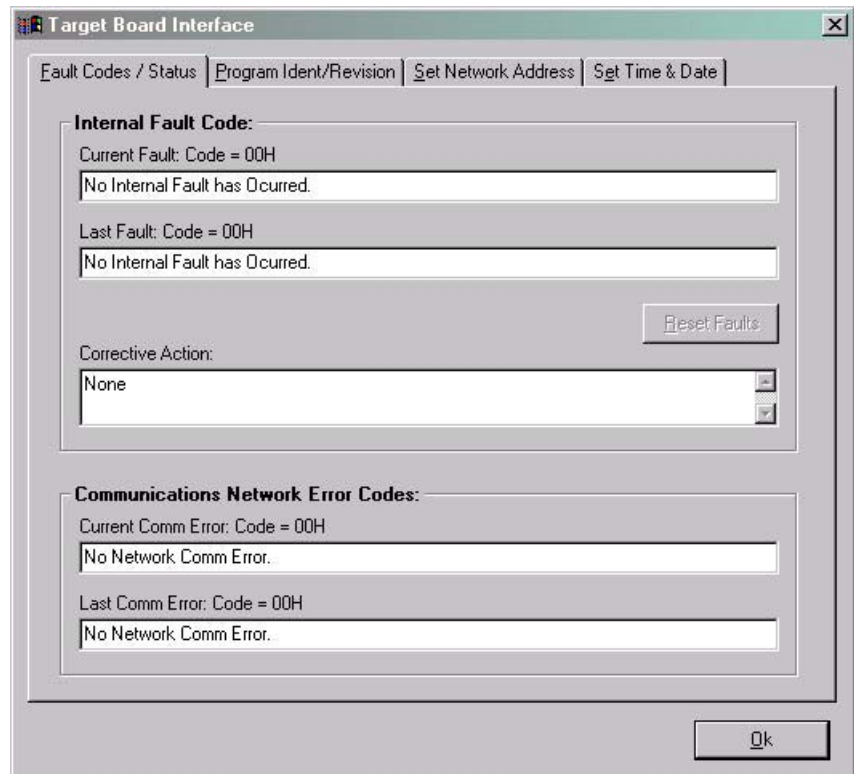 Target Board Interface
Fault Codes / Status
Program Ident/Revision
Set Network Address
Set Time & Date
Internal Fault Code:
Current Fault: Code = 00H
No Internal Fault has Ocurred.
Last Fault: Code = 00H
No Internal Fault has Ocurred.
Reset Faults
Corrective Action:
None
Communications Network Error Codes:
Current Comm Error: Code = 00H
No Network Comm Error.
Last Comm Error: Code = 00H
No Network Comm Error.
Ok